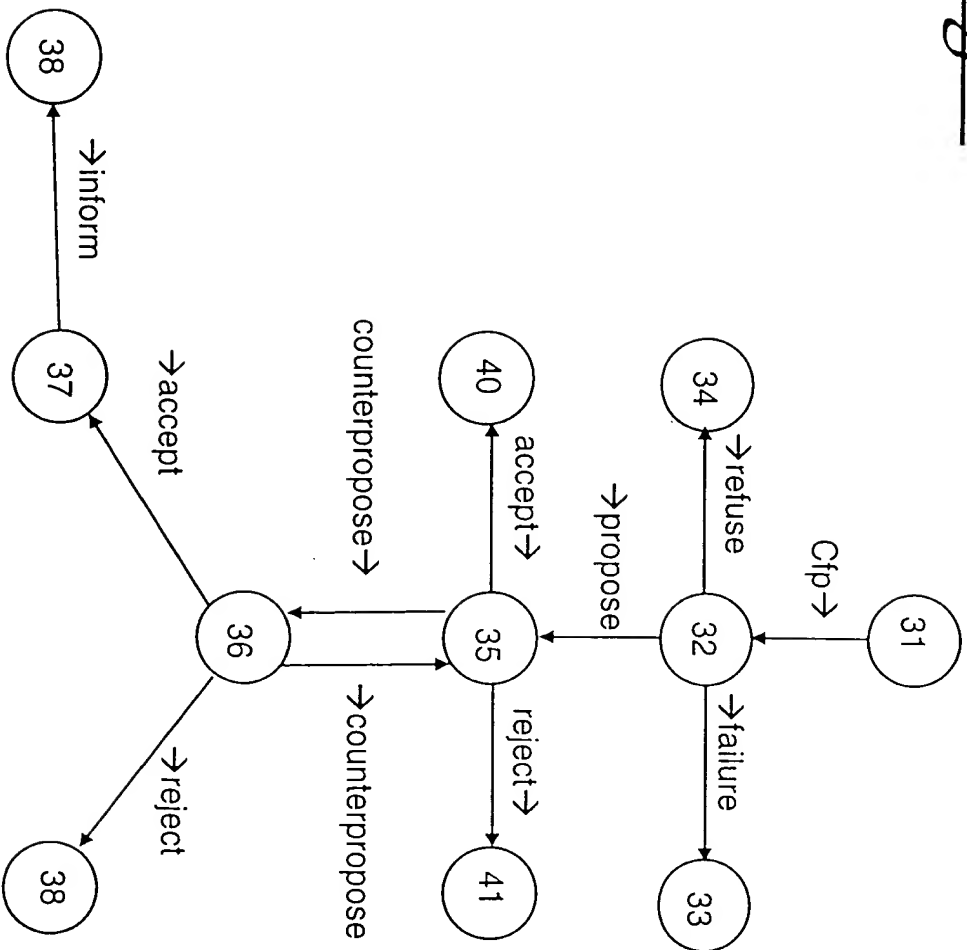 31
Cfp→
34
→refuse
32
→failure
33
→propose
40
accept→
35
reject→
41
counterpropose→
→counterpropose
36
→accept
→reject
38
→inform
37
38